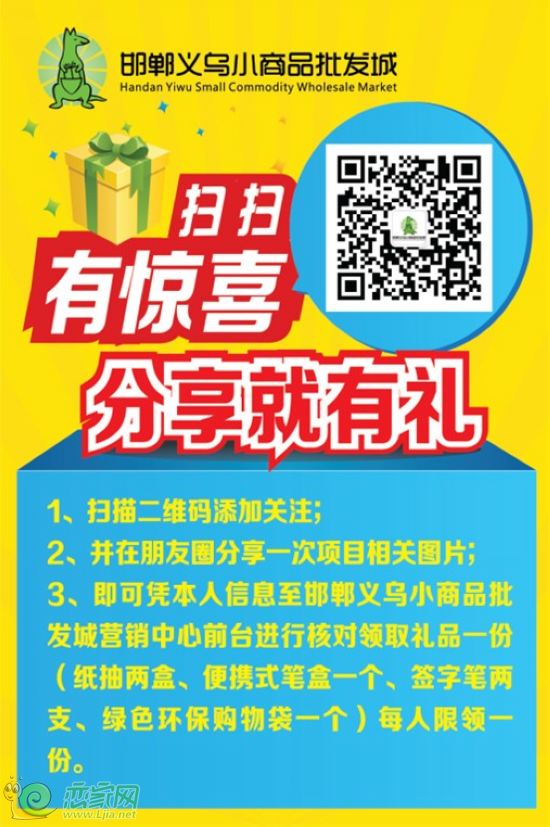 邯郸义乌小商品批发城
Handan Yiwu Small Commodity Wholesale Market
扫扫
有惊喜
分享就有礼
1、扫描二维码添加关注;
2、并在朋友圈分享一次项目相关图片;
3、即可凭本人信息至邯郸义乌小商品批
发城营销中心前台进行核对领取礼品一份
（纸抽两盒、便携式笔盒一个、签字笔两
支、绿色环保购物袋一个）每人限领一
份。
恋家网
www.Ljia.net